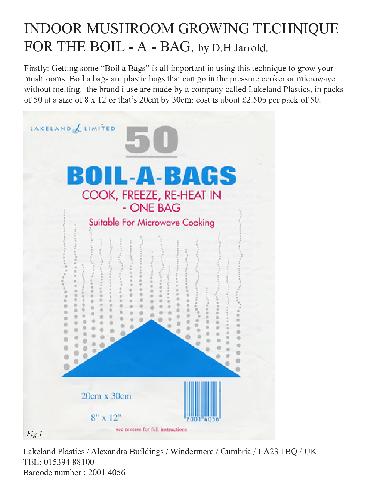 INDOOR MUSHROOM GROWING TECHNIQUE
FOR THE BOIL - A - BAG, by D.H Jarrold.
Firstly: Getting some "Boil a Bags" is all important in using this technique to grow your
mushrooms. Boil a bags are plastic bags that can go in the pressure cooker or microwave
without melting, the brand i use are made by a company called Lakeland Plastics, in packs
of 50 at a size of 8 x 12 or that's 20cm by 30cm: cost is about £2.50p per pack of 50.
LAKELAND LIMITED
50
BOIL-A-BAGS
COOK, FREEZE, RE-HEAT IN
- ONE BAG
Suitable For Microwave Cooking
20cm x 30cm
8" x 12"
2001 4056
see reverse for full instructions
Fig 1
Lakeland Plastics / Alexandra Buildings / Windermere / Cumbria / LA23 1BQ / UK
TEL: 015394 88100
Barcode number : 2001 4056